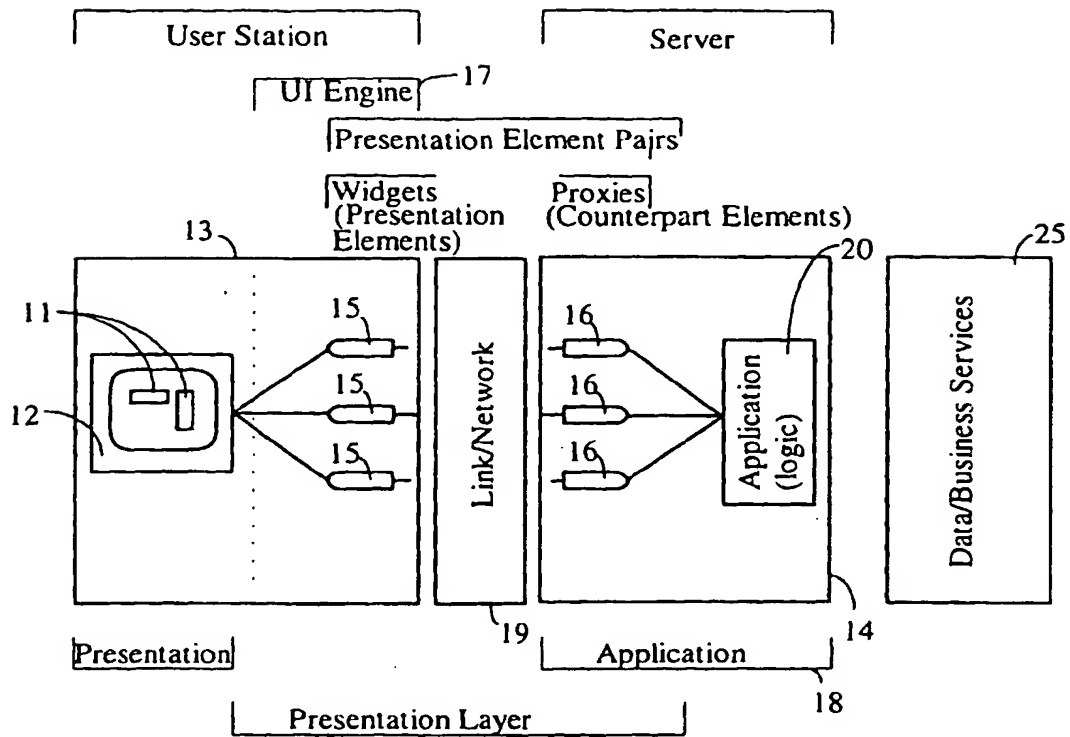 User Station
Server
UI Engine
17
Presentation Element Pairs
Widgets
(Presentation
Elements)
Proxies
(Counterpart Elements)
13
20
25
11
15
16
12
15
16
15
16
Link/Network
Application
(logic)
Data/Business Services
19
14
Presentation
Application
18
Presentation Layer